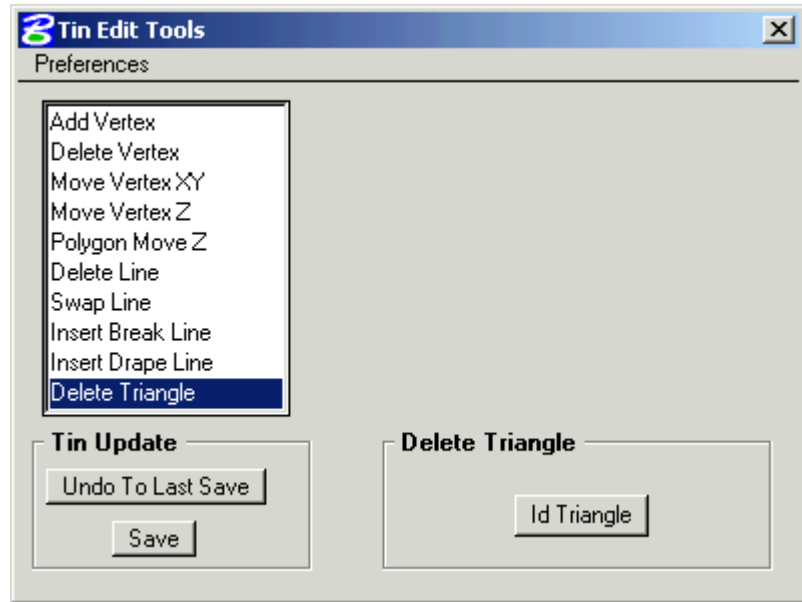 Tin Edit Tools
Preferences
Add Vertex
Delete Vertex
Move Vertex XY
Move Vertex Z
Polygon Move Z
Delete Line
Swap Line
Insert Break Line
Insert Drape Line
Delete Triangle
Tin Update
Undo To Last Save
Save
Delete Triangle
Id Triangle